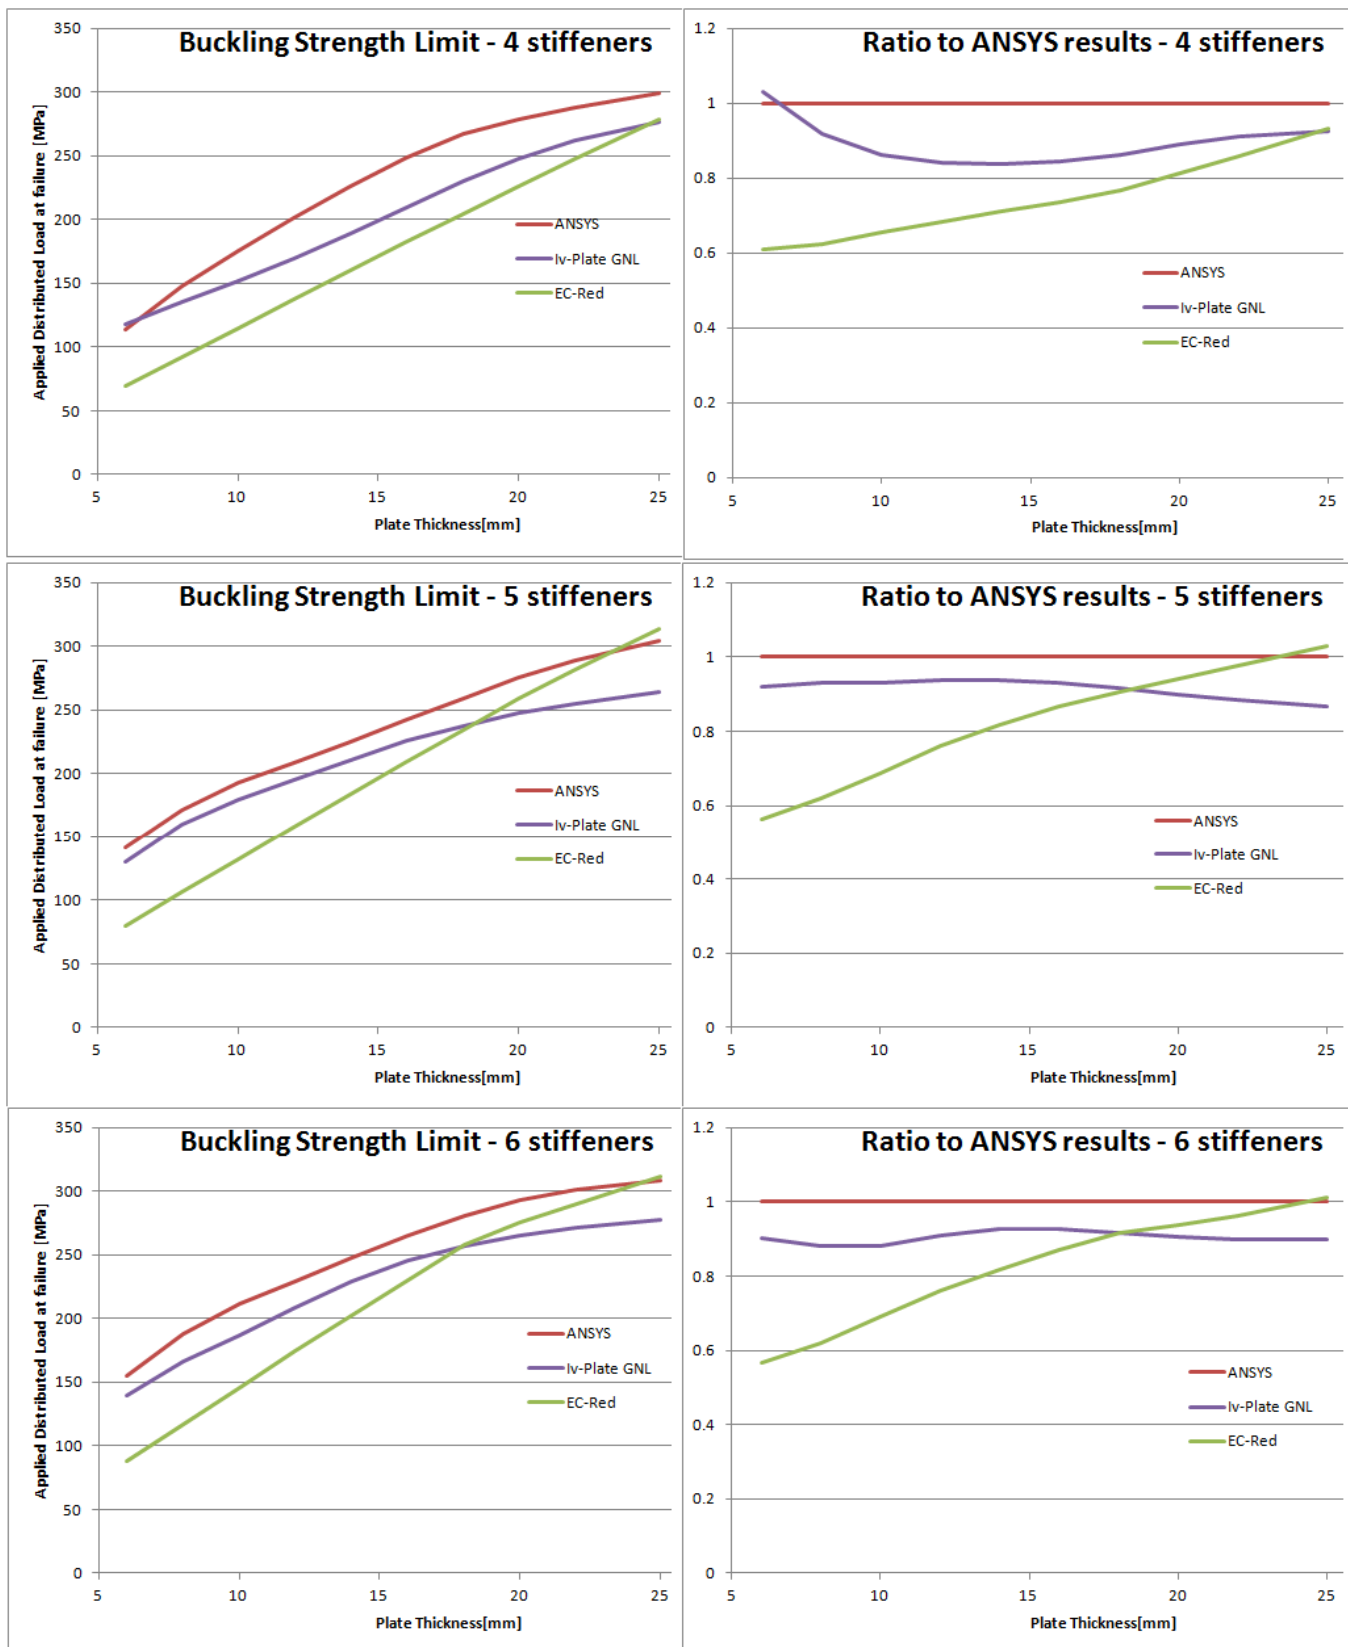 Buckling Strength Limit - 4 stiffeners
Applied Distributed Load at failure [MPa]
350
300
250
200
150
100
50
0
5
10
15
20
25
Plate Thickness[mm]
ANSYS
Iv-Plate GNL
EC-Red
Ratio to ANSYS results - 4 stiffeners
1.2
1
0.8
0.6
0.4
0.2
0
5
10
15
20
25
Plate Thickness[mm]
ANSYS
Iv-Plate GNL
EC-Red
Buckling Strength Limit - 5 stiffeners
Applied Distributed Load at failure [MPa]
350
300
250
200
150
100
50
0
5
10
15
20
25
Plate Thickness[mm]
ANSYS
Iv-Plate GNL
EC-Red
Ratio to ANSYS results - 5 stiffeners
1.2
1
0.8
0.6
0.4
0.2
0
5
10
15
20
25
Plate Thickness[mm]
ANSYS
Iv-Plate GNL
EC-Red
Buckling Strength Limit - 6 stiffeners
Applied Distributed Load at failure [MPa]
350
300
250
200
150
100
50
0
5
10
15
20
25
Plate Thickness[mm]
ANSYS
Iv-Plate GNL
EC-Red
Ratio to ANSYS results - 6 stiffeners
1.2
1
0.8
0.6
0.4
0.2
0
5
10
15
20
25
Plate Thickness[mm]
ANSYS
Iv-Plate GNL
EC-Red